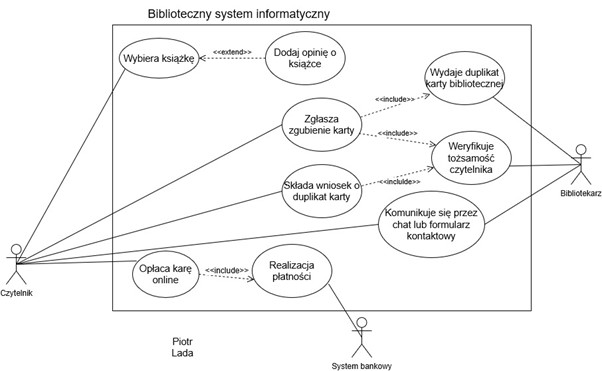 Biblioteczny system informatyczny
Wybiera książkę
<<extend>>
Dodaj opinię o
książce
Wydaje duplikat
karty bibliotecznej
<<include>>
Zgłasza
zgubienie karty
<<include>>
Weryfikuje
tożsamość
czytelnika
Bibliotekarz
Składa wniosek o
duplikat karty
<<inlculde>>
Komunikuje się przez
chat lub formularz
kontaktowy
Czytelnik
Opłaca karę
online
<<include>>
Realizacja
płatności
System bankowy
Piotr
Lada